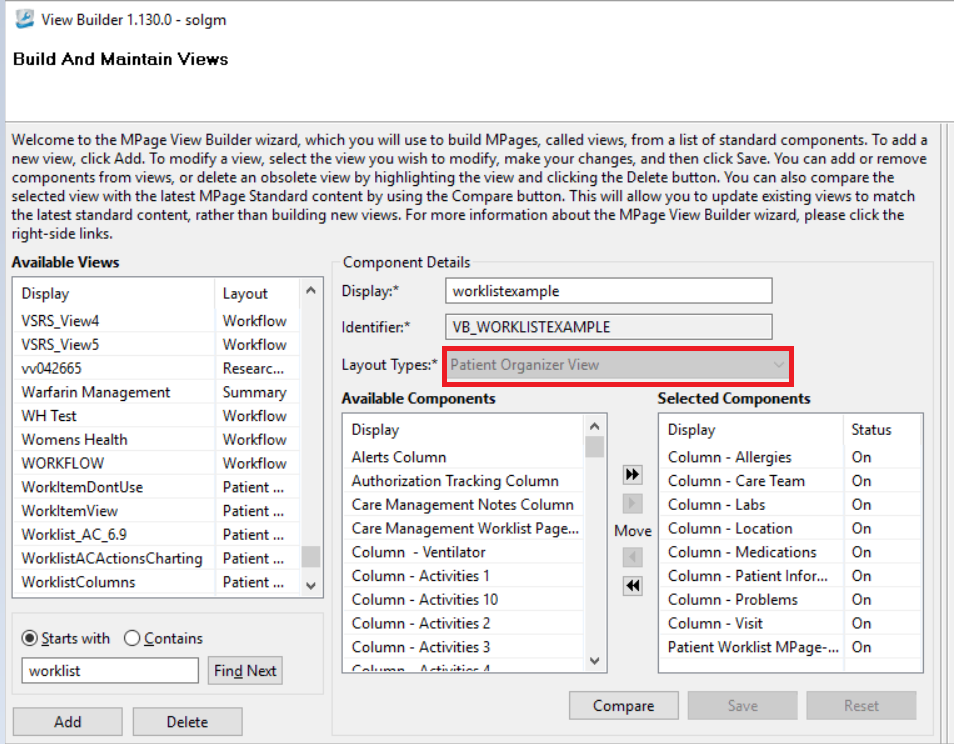 View Builder 1.130.0 - solgm
Build And Maintain Views
Welcome to the MPage View Builder wizard, which you will use to build MPages, called views, from a list of standard components. To add a
new view, click Add. To modify a view, select the view you wish to modify, make your changes, and then click Save. You can add or remove
components from views, or delete an obsolete view by highlighting the view and clicking the Delete button. You can also compare the
selected view with the latest MPage Standard content by using the Compare button. This will allow you to update existing views to match
the latest standard content, rather than building new views. For more information about the MPage View Builder wizard, please click the
right-side links.
Available Views
Display Layout
VSRS_View4 Workflow
VSRS_View5 Workflow
vv042665 Researc...
Warfarin Management Summary
WH Test Workflow
Womens Health Workflow
WORKFLOW Workflow
WorkItemDontUse Patient ...
WorkItemView Patient ...
Worklist_AC_6.9 Patient ...
WorklistACActionsCharting Patient ...
WorklistColumns Patient ...
Starts with Contains
worklist Find Next
Add Delete
Component Details
Display:* worklistexample
Identifier:* VB_WORKLISTEXAMPLE
Layout Types:* Patient Organizer View
Available Components
Display
Alerts Column
Authorization Tracking Column
Care Management Notes Column
Care Management Worklist Page...
Column  - Ventilator
Column - Activities 1
Column - Activities 10
Column - Activities 2
Column - Activities 3
Column - Activities 4
Move
Selected Components
Display Status
Column - Allergies On
Column - Care Team On
Column - Labs On
Column - Location On
Column - Medications On
Column - Patient Infor... On
Column - Problems On
Column - Visit On
Patient Worklist MPage-... On
Compare Save Reset